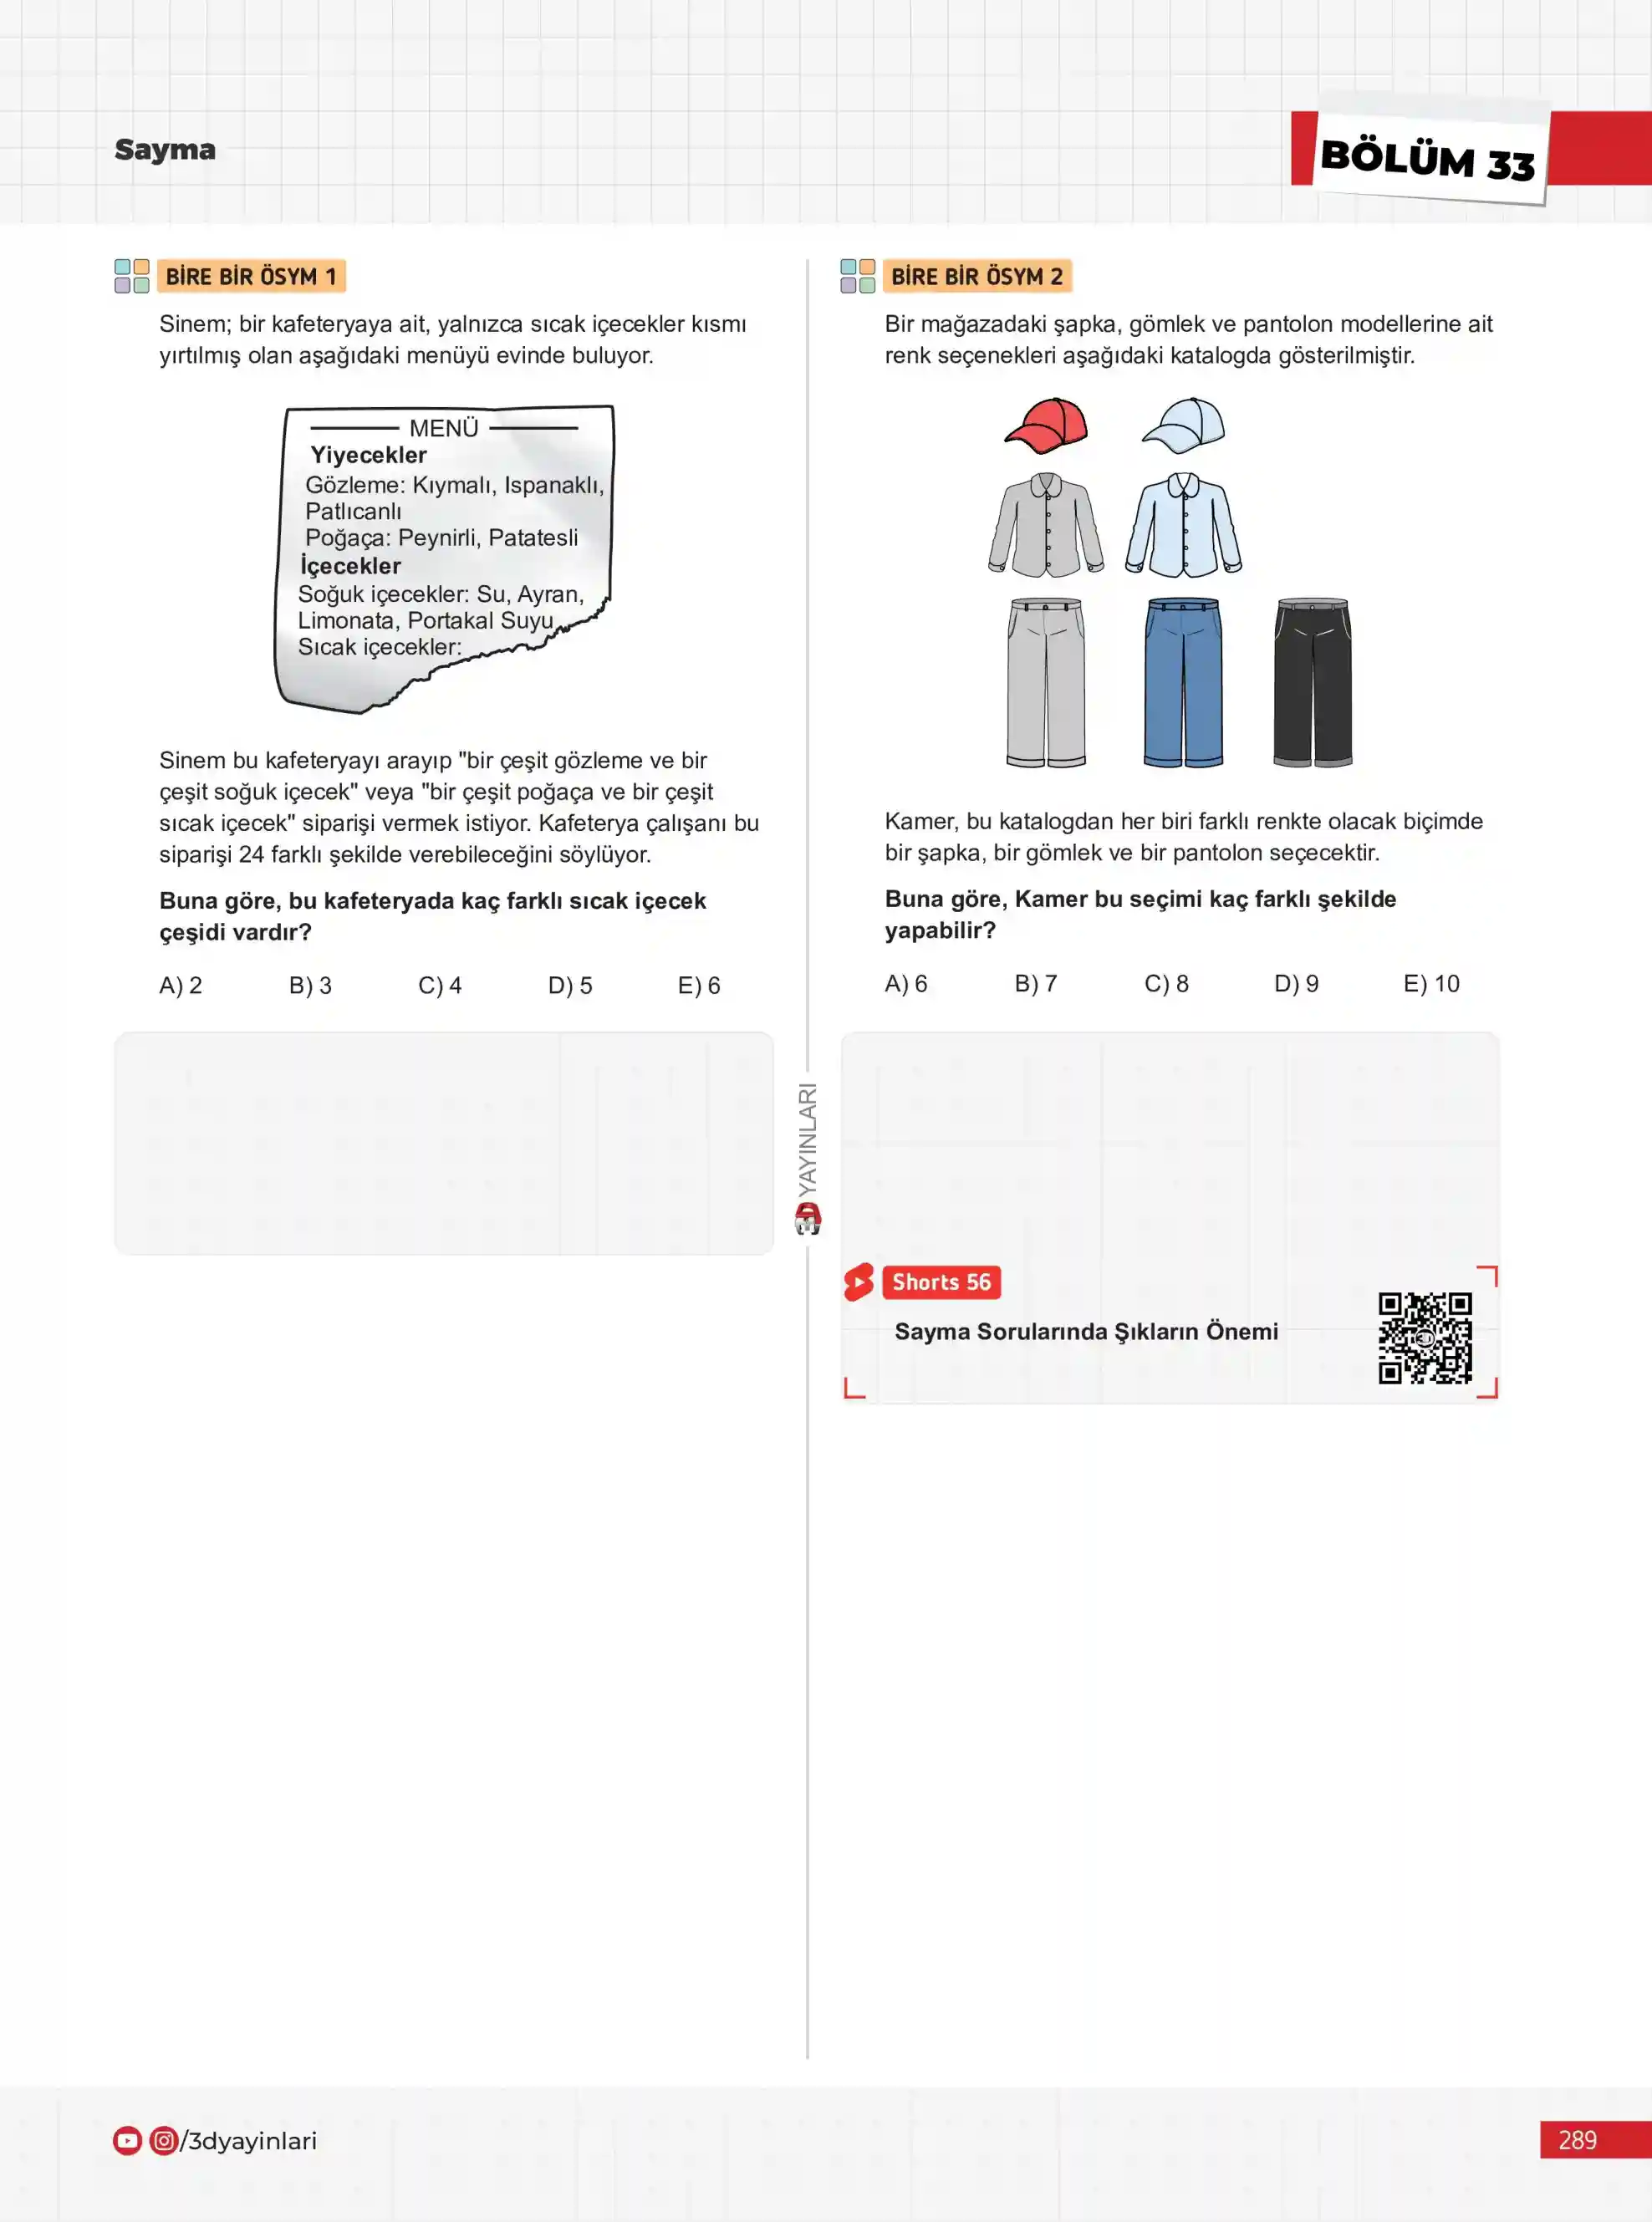 Sayma
BÖLÜM 33
BİRE BİR ÖSYM 1
Sinem; bir kafeteryaya ait, yalnızca sıcak içecekler kısmı
yırtılmış olan aşağıdaki menüyü evinde buluyor.
MENÜ
Yiyecekler
Gözleme: Kıymalı, Ispanaklı,
Patlıcanlı
Poğaça: Peynirli, Patatesli
İçecekler
Soğuk içecekler: Su, Ayran,
Limonata, Portakal Suyu
Sıcak içecekler:
Sinem bu kafeteryayı arayıp "bir çeşit gözleme ve bir
çeşit soğuk içecek" veya "bir çeşit poğaça ve bir çeşit
sıcak içecek" siparişi vermek istiyor. Kafeterya çalışanı bu
siparişi 24 farklı şekilde verebileceğini söylüyor.
Buna göre, bu kafeteryada kaç farklı sıcak içecek
çeşidi vardır?
A) 2 B) 3 C) 4 D) 5 E) 6
YAYINLARI
BİRE BİR ÖSYM 2
Bir mağazadaki şapka, gömlek ve pantolon modellerine ait
renk seçenekleri aşağıdaki katalogda gösterilmiştir.
Kamer, bu katalogdan her biri farklı renkte olacak biçimde
bir şapka, bir gömlek ve bir pantolon seçecektir.
Buna göre, Kamer bu seçimi kaç farklı şekilde
yapabilir?
A) 6 B) 7 C) 8 D) 9 E) 10
Shorts 56
Sayma Sorularında Şıkların Önemi
/3dyayinlari
289